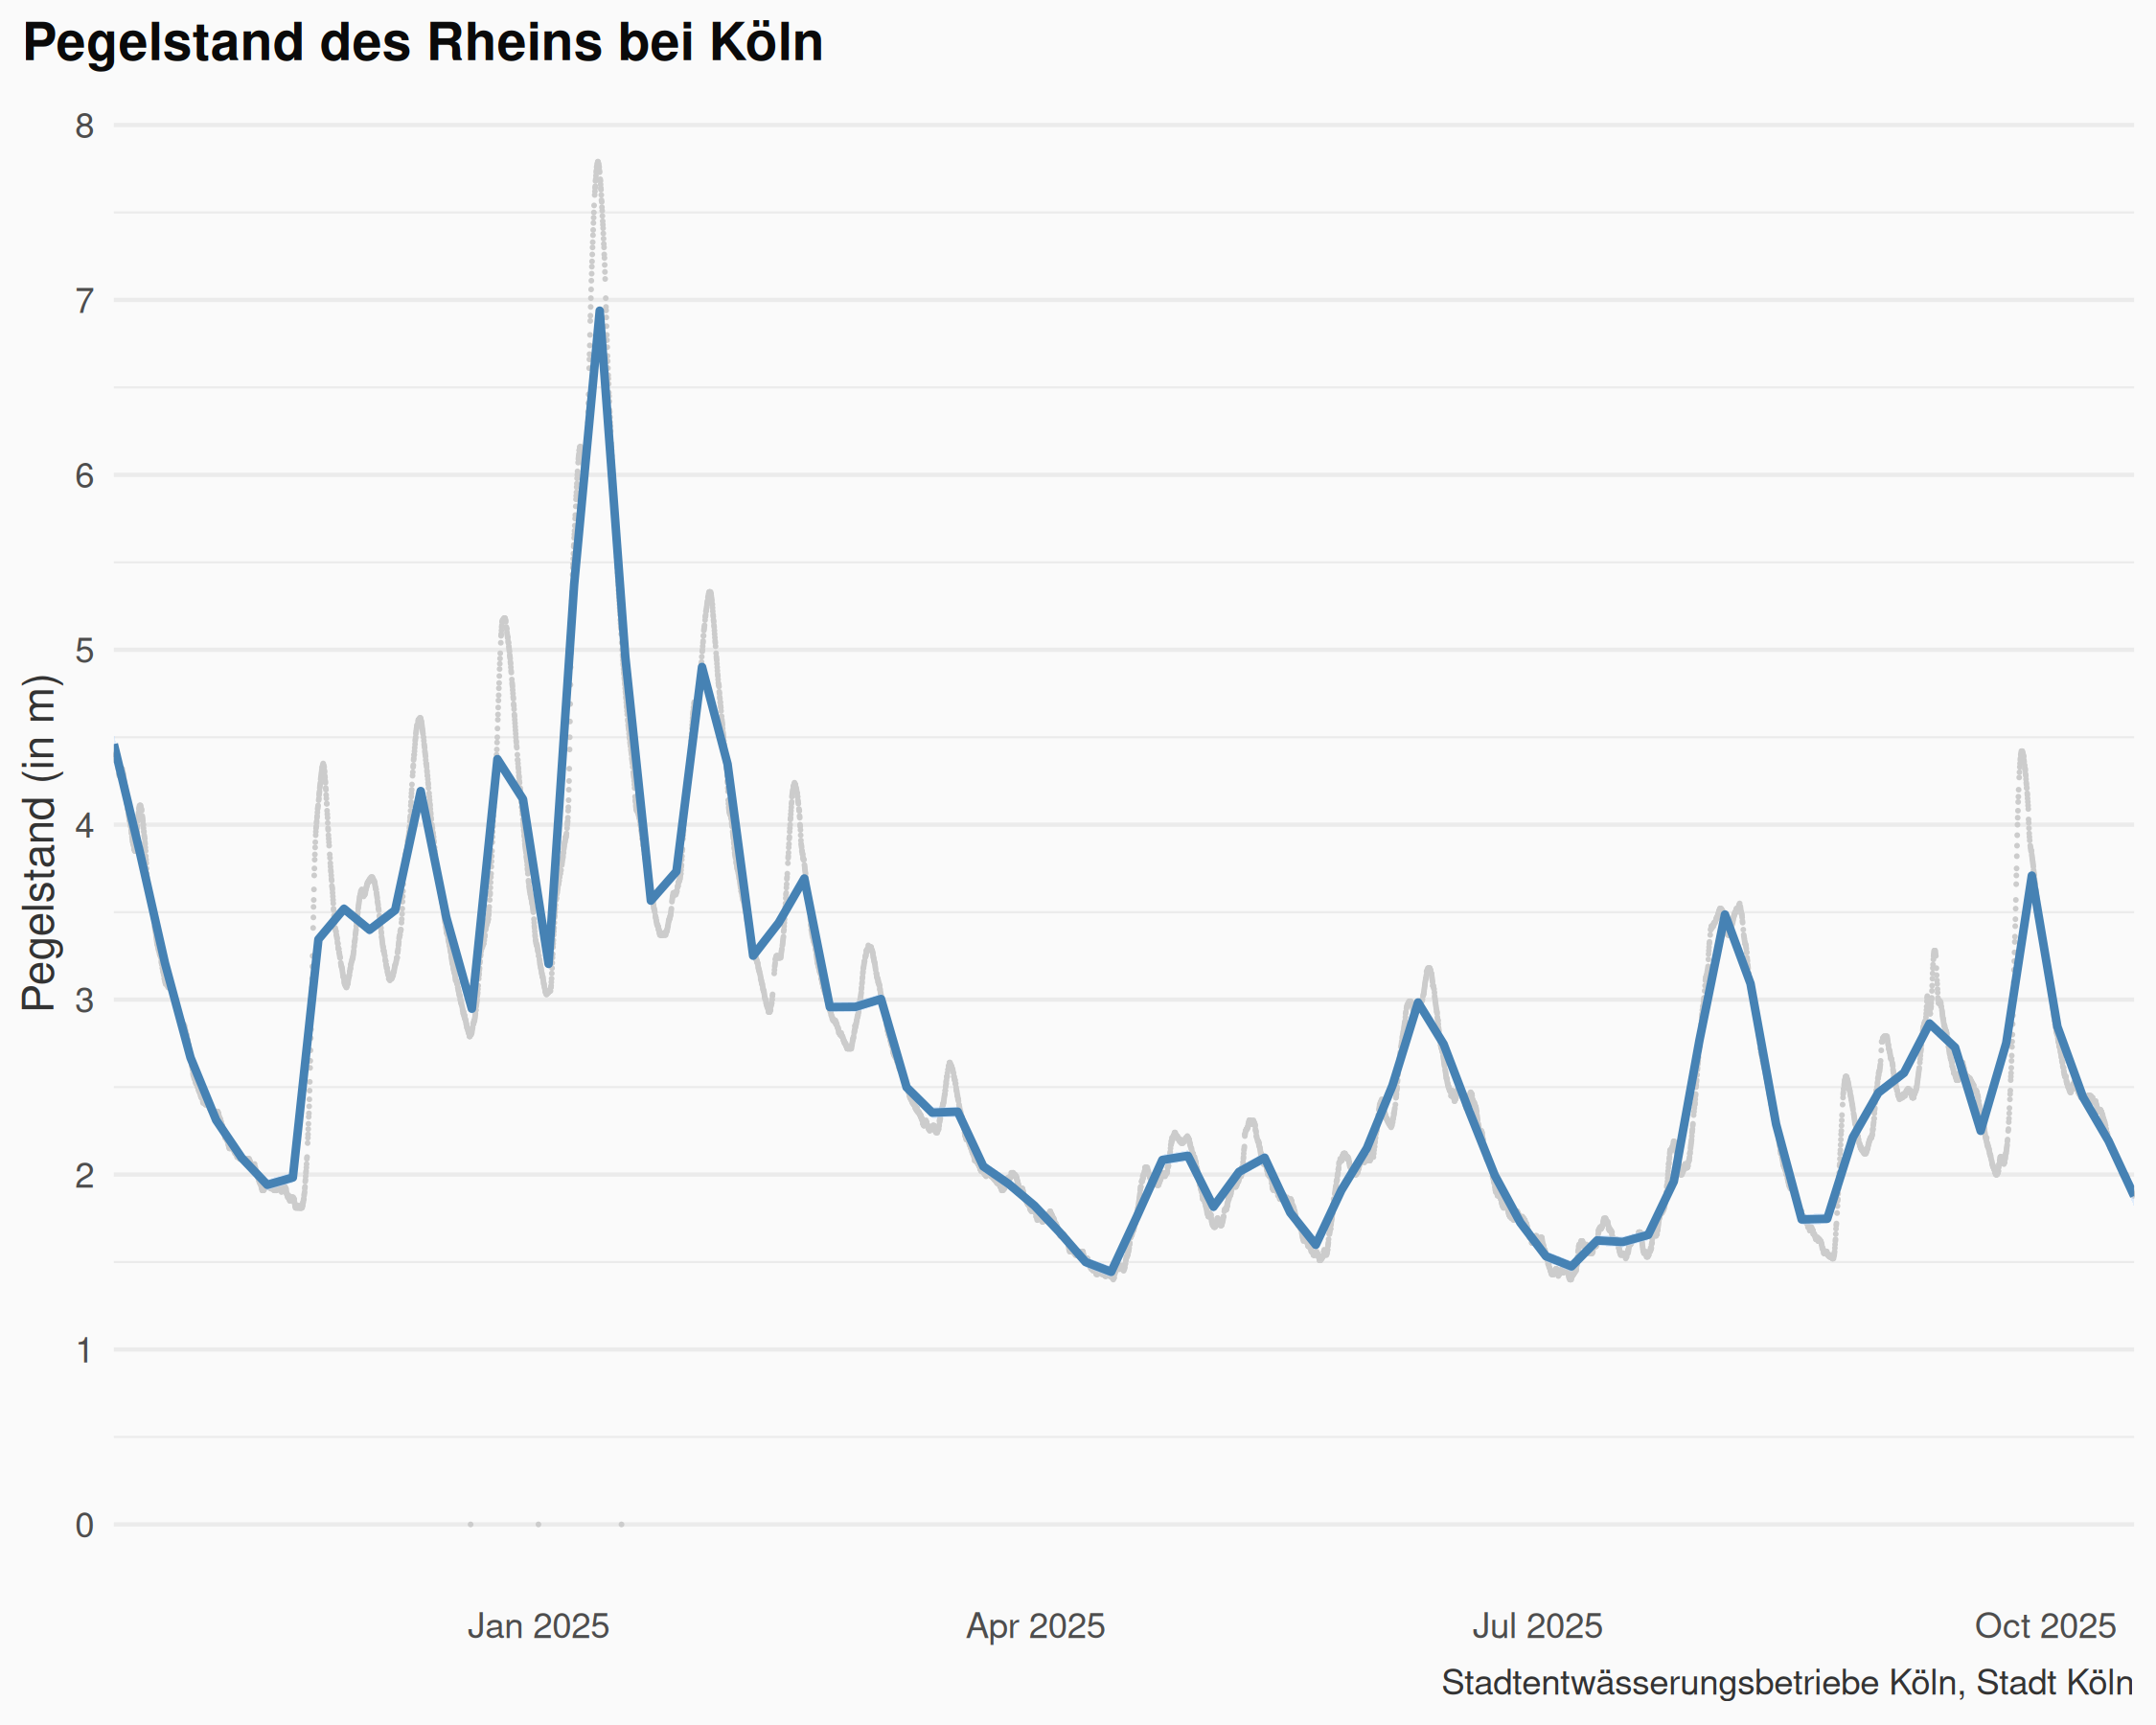 Pegelstand des Rheins bei Köln
Pegelstand (in m)
8
7
6
5
4
3
2
1
0
Jan 2025
Apr 2025
Jul 2025
Oct 2025
Stadtentwässerungsbetriebe Köln, Stadt Köln